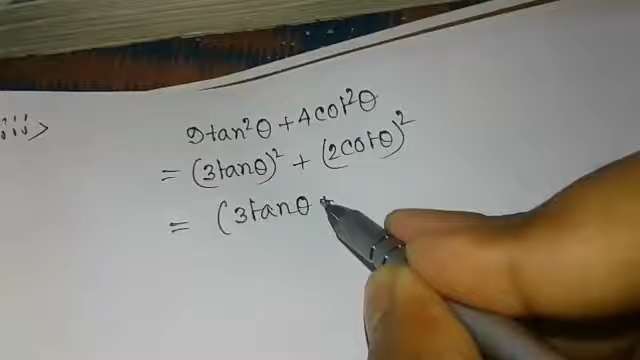 iii>
9tan²θ + 4cot²θ
= (3tanθ)² + (2cotθ)²
= (3tanθ +